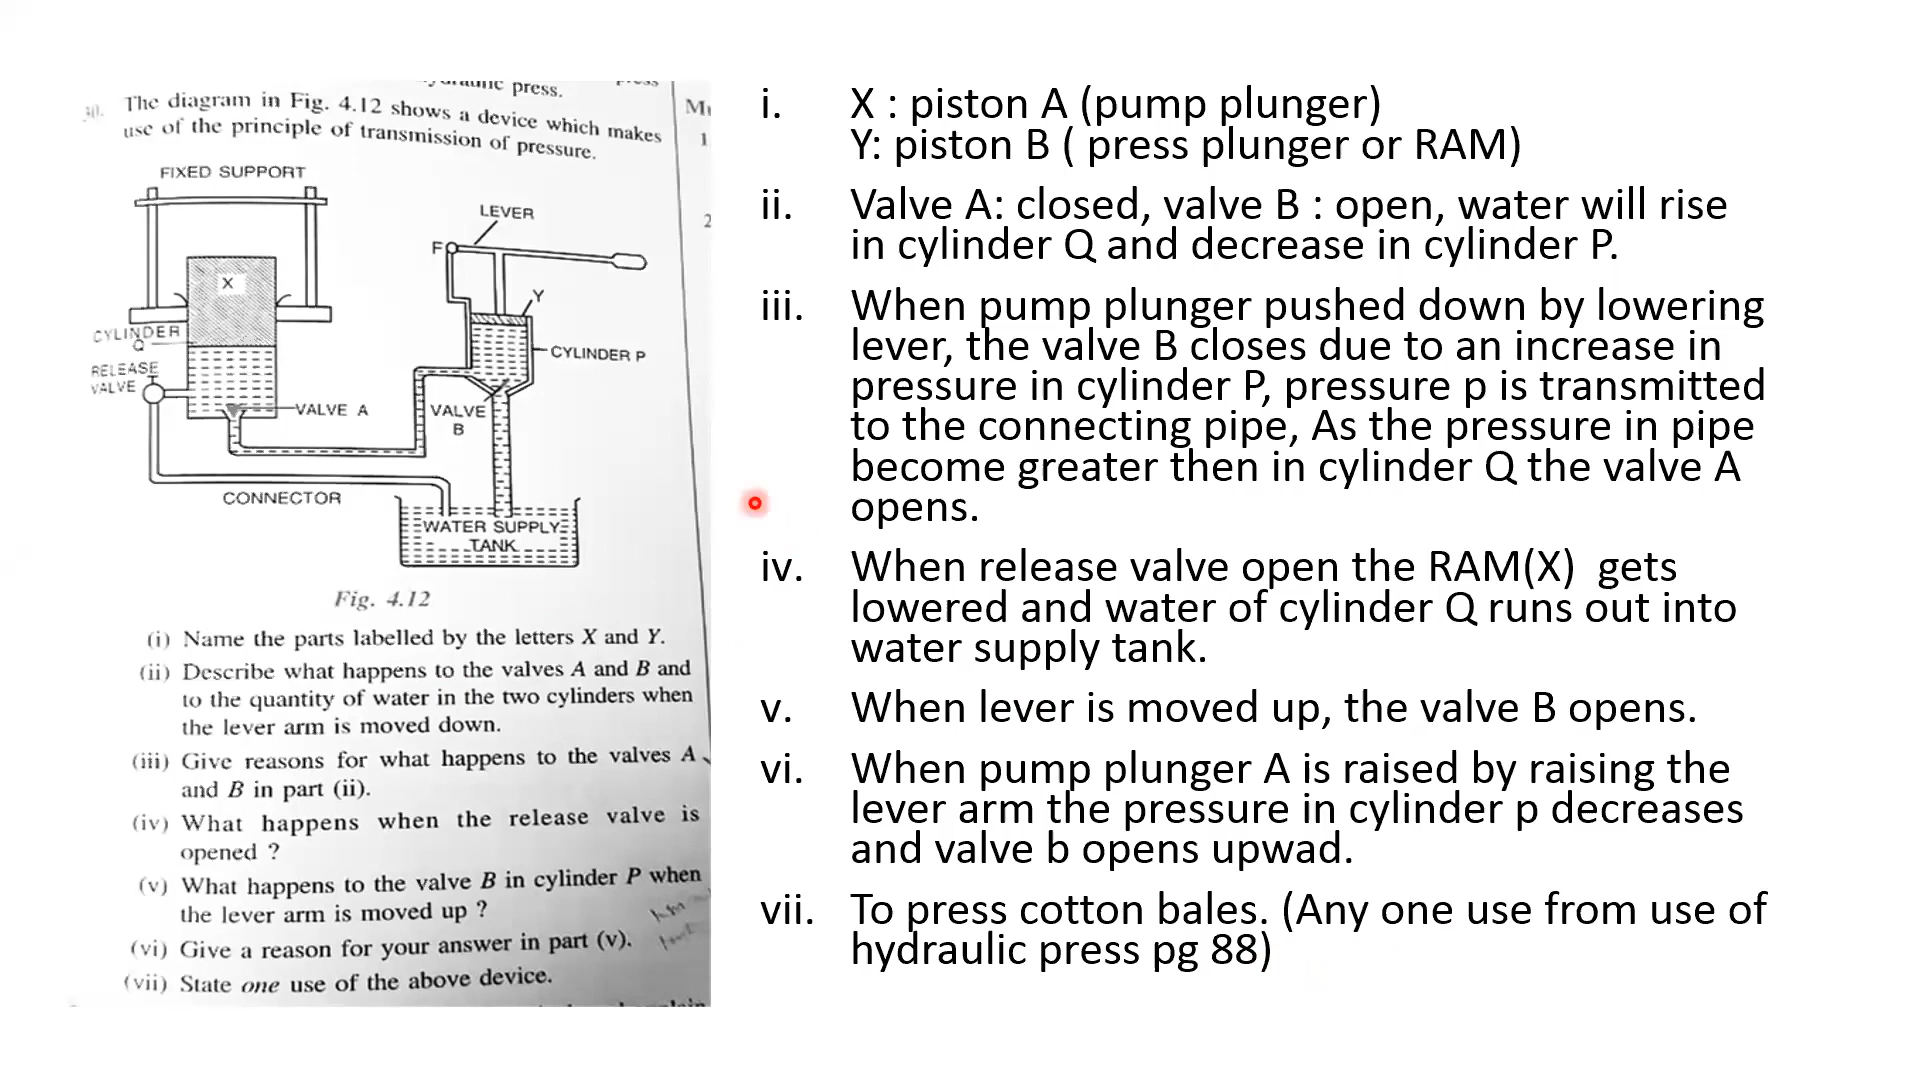 press.
30. The diagram in Fig. 4.12 shows a device which makes
use of the principle of transmission of pressure.
FIXED SUPPORT
LEVER
F
X
Y
CYLINDER
Q
CYLINDER P
RELEASE
VALVE
VALVE A
VALVE
B
CONNECTOR
WATER SUPPLY
TANK
Fig. 4.12
(i) Name the parts labelled by the letters X and Y.
(ii) Describe what happens to the valves A and B and
to the quantity of water in the two cylinders when
the lever arm is moved down.
(iii) Give reasons for what happens to the valves A
and B in part (ii).
(iv) What happens when the release valve is
opened ?
(v) What happens to the valve B in cylinder P when
the lever arm is moved up ?
(vi) Give a reason for your answer in part (v).
(vii) State one use of the above device.
1
2
i. X : piston A (pump plunger)
Y: piston B ( press plunger or RAM)
ii. Valve A: closed, valve B : open, water will rise
in cylinder Q and decrease in cylinder P.
iii. When pump plunger pushed down by lowering
lever, the valve B closes due to an increase in
pressure in cylinder P, pressure p is transmitted
to the connecting pipe, As the pressure in pipe
become greater then in cylinder Q the valve A
opens.
iv. When release valve open the RAM(X) gets
lowered and water of cylinder Q runs out into
water supply tank.
v. When lever is moved up, the valve B opens.
vi. When pump plunger A is raised by raising the
lever arm the pressure in cylinder p decreases
and valve b opens upwad.
vii. To press cotton bales. (Any one use from use of
hydraulic press pg 88)